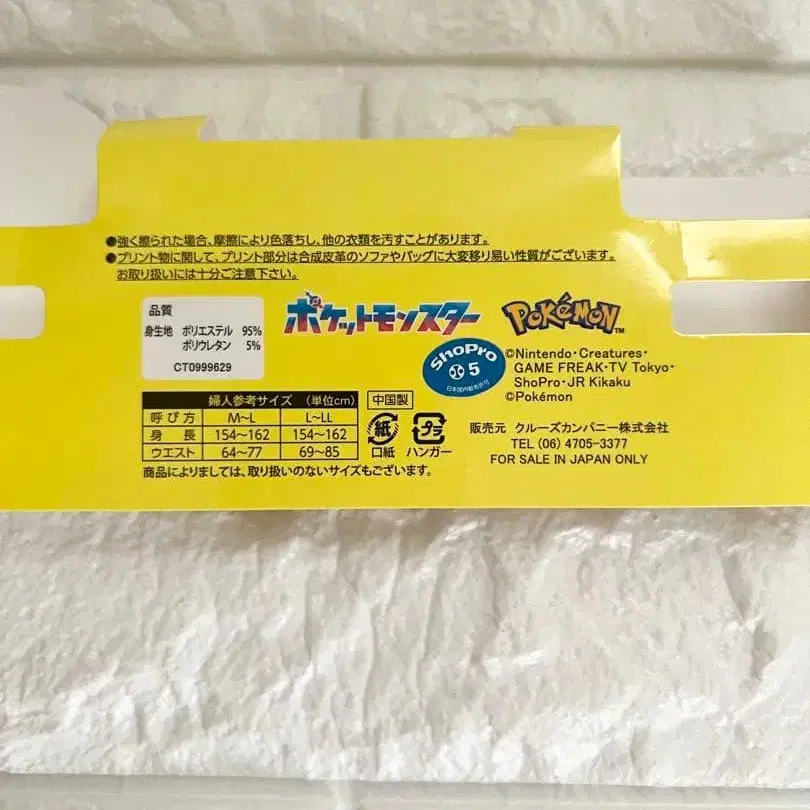 ●強く擦られた場合、摩擦により色落ちし、他の衣類を汚すことがあります。
●プリント物に関して、プリント部分は合成皮革のソファやバッグに大変移り易い性質がございます。
お取り扱いには十分ご注意下さい。
品質
身生地 ポリエステル 95%
ポリウレタン 5%
CT0999629
ポケットモンスター
POKéMON™
ShoPro
5
日本国内販売許可
©Nintendo・Creatures・
GAME FREAK・TV Tokyo・
ShoPro・JR Kikaku
©Pokémon
婦人参考サイズ (単位cm)
呼び方 M~L L~LL
身長 154~162 154~162
ウエスト 64~77 69~85
商品によりましては、取り扱いのないサイズもございます。
中国製
紙
口紙
プラ
ハンガー
販売元 クルーズカンパニー株式会社
TEL (06) 4705-3377
FOR SALE IN JAPAN ONLY